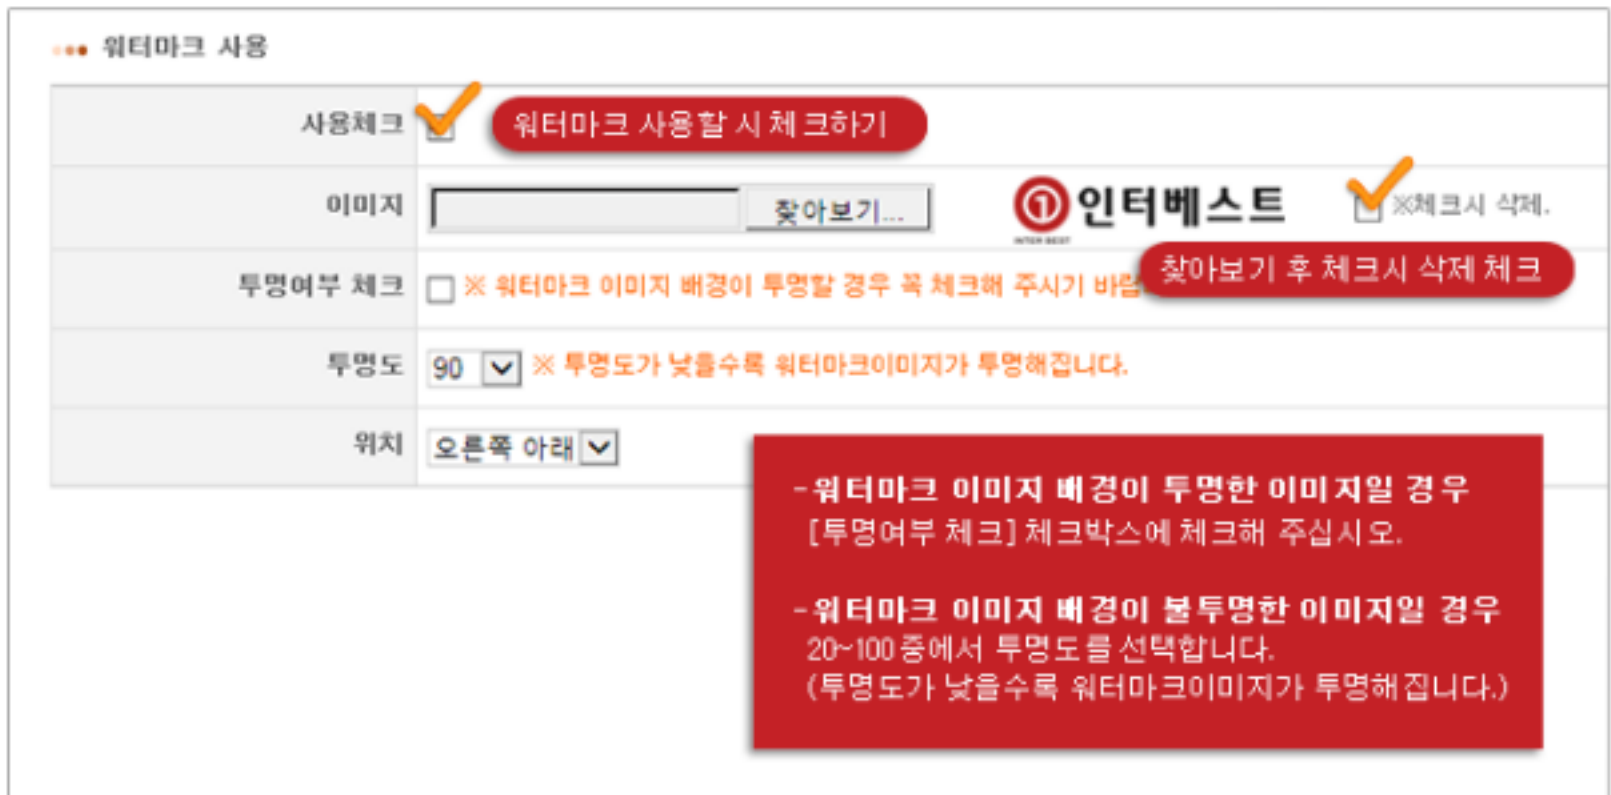 워터마크 사용
사용체크
워터마크 사용할 시 체크하기
이미지
찾아보기...
인터베스트
INTER BEST
※체크시 삭제.
찾아보기 후 체크시 삭제 체크
투명여부 체크
※ 워터마크 이미지 배경이 투명할 경우 꼭 체크해 주시기 바랍
투명도
90
※ 투명도가 낮을수록 워터마크이미지가 투명해집니다.
위치
오른쪽 아래
-워터마크 이미지 배경이 투명한 이미지일 경우
[투명여부 체크] 체크박스에 체크해 주십시오.
-워터마크 이미지 배경이 불투명한 이미지일 경우
20~100 중에서 투명도를 선택합니다.
(투명도가 낮을수록 워터마크이미지가 투명해집니다.)